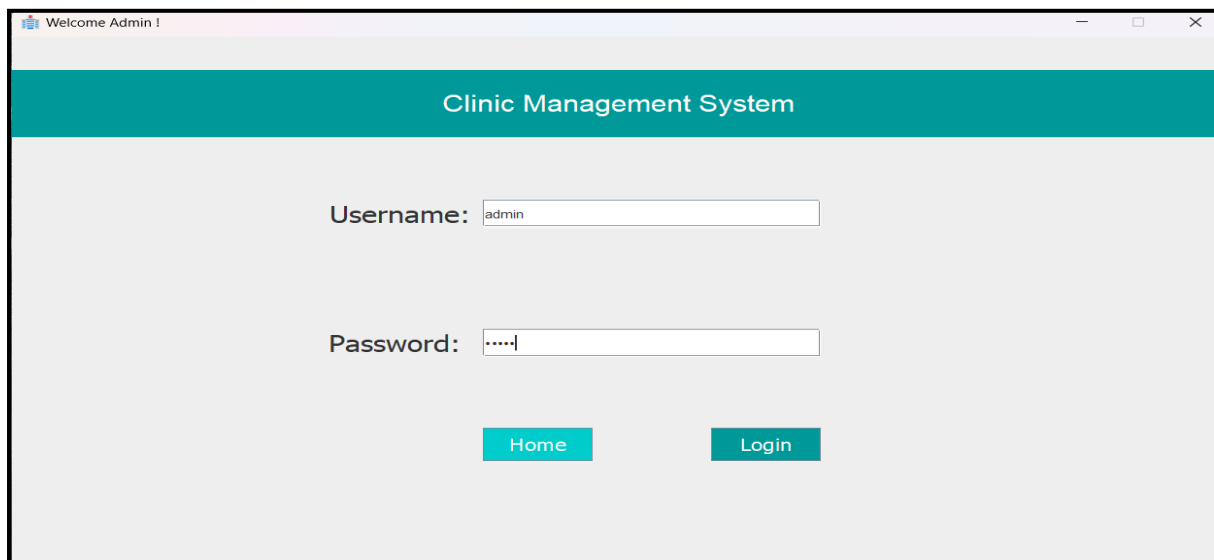 Welcome Admin !
Clinic Management System
Username: admin
Password: •••••
Home Login